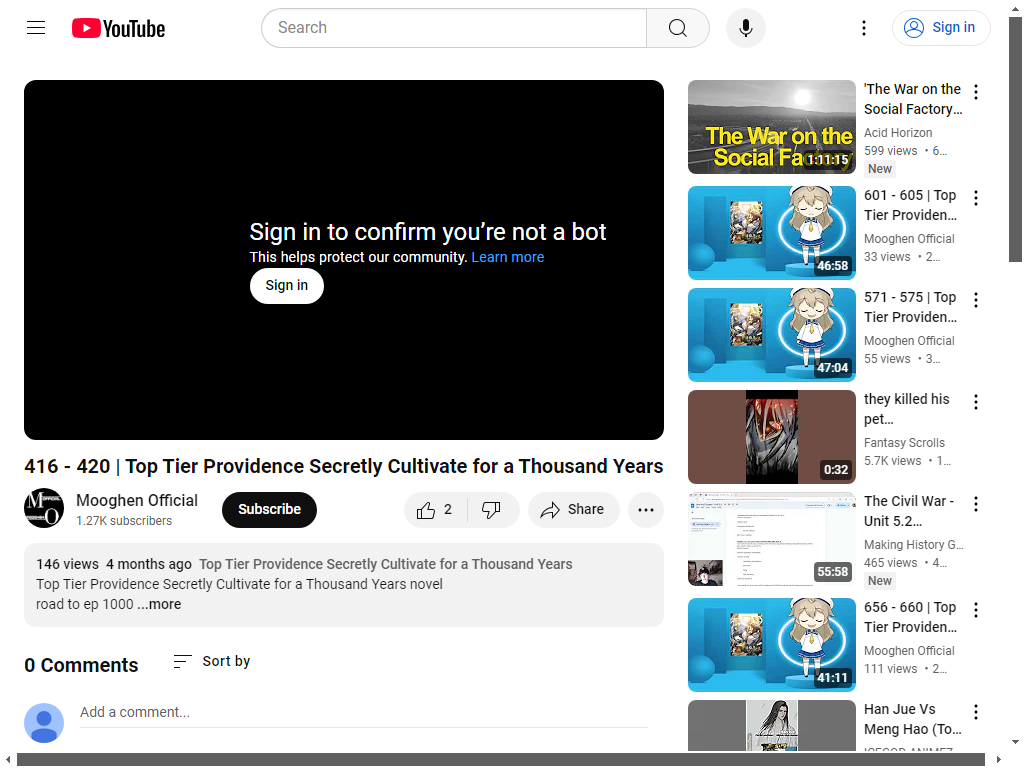 YouTube
Search
Sign in
Sign in to confirm you're not a bot
This helps protect our community. Learn more
Sign in
416 - 420 | Top Tier Providence Secretly Cultivate for a Thousand Years
Mooghen Official
1.27K subscribers
Subscribe
2
Share
146 views 4 months ago Top Tier Providence Secretly Cultivate for a Thousand Years
Top Tier Providence Secretly Cultivate for a Thousand Years novel
road to ep 1000 ...more
0 Comments
Sort by
Add a comment...
The War on the
Social Factory
1:11:15
'The War on the
Social Factory...
Acid Horizon
599 views • 6...
New
46:58
601 - 605 | Top
Tier Providen...
Mooghen Official
33 views • 2...
47:04
571 - 575 | Top
Tier Providen...
Mooghen Official
55 views • 3...
0:32
they killed his
pet...
Fantasy Scrolls
5.7K views • 1...
55:58
The Civil War -
Unit 5.2...
Making History G...
465 views • 4...
New
41:11
656 - 660 | Top
Tier Providen...
Mooghen Official
111 views • 2...
Han Jue Vs
Meng Hao (To...